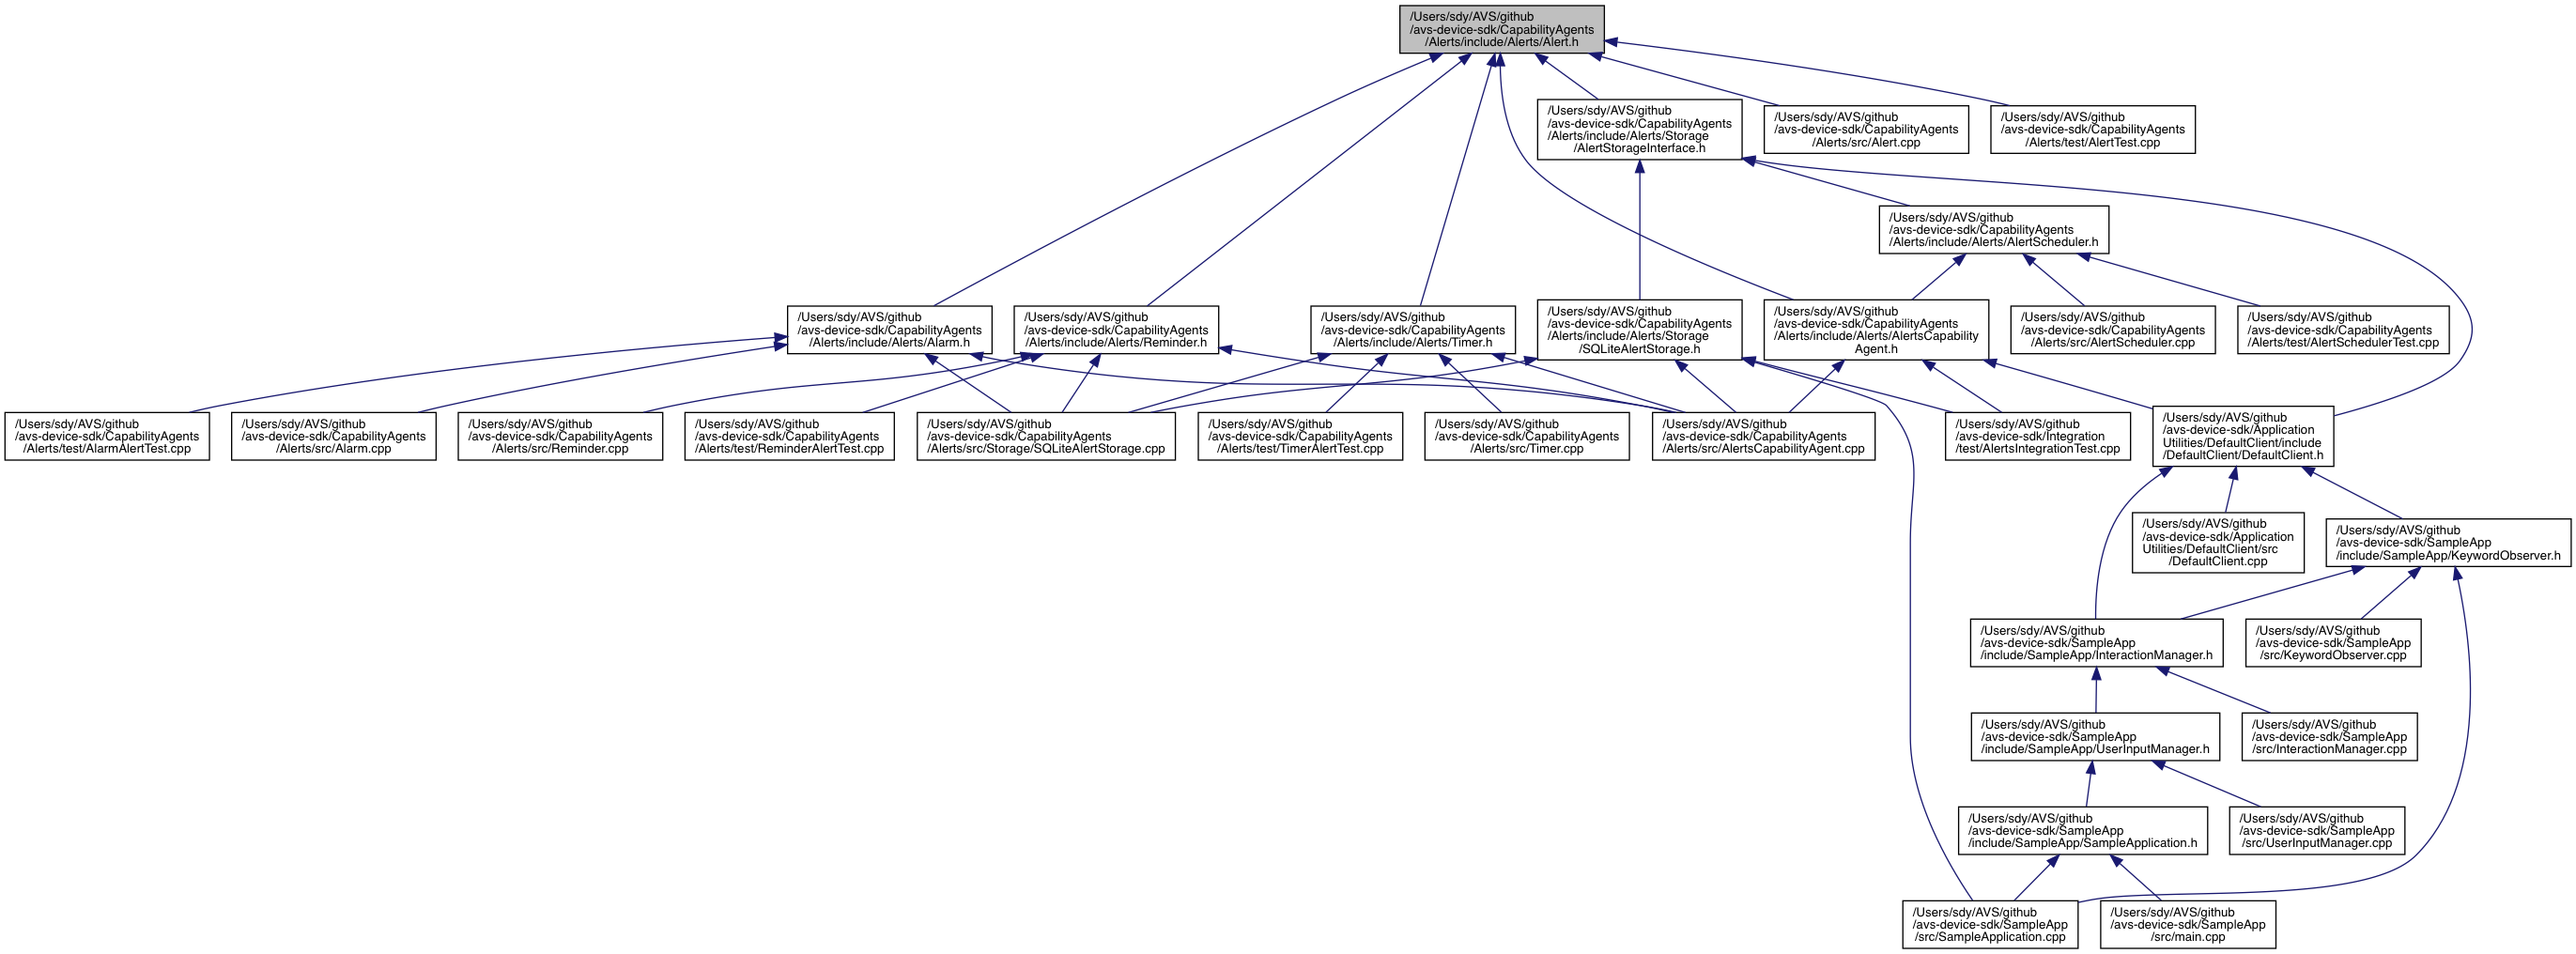 /Users/sdy/AVS/github
/avs-device-sdk/CapabilityAgents
/Alerts/include/Alerts/Alert.h
/Users/sdy/AVS/github
/avs-device-sdk/CapabilityAgents
/Alerts/include/Alerts/Storage
/AlertStorageInterface.h
/Users/sdy/AVS/github
/avs-device-sdk/CapabilityAgents
/Alerts/src/Alert.cpp
/Users/sdy/AVS/github
/avs-device-sdk/CapabilityAgents
/Alerts/test/AlertTest.cpp
/Users/sdy/AVS/github
/avs-device-sdk/CapabilityAgents
/Alerts/include/Alerts/AlertScheduler.h
/Users/sdy/AVS/github
/avs-device-sdk/CapabilityAgents
/Alerts/include/Alerts/Alarm.h
/Users/sdy/AVS/github
/avs-device-sdk/CapabilityAgents
/Alerts/include/Alerts/Reminder.h
/Users/sdy/AVS/github
/avs-device-sdk/CapabilityAgents
/Alerts/include/Alerts/Timer.h
/Users/sdy/AVS/github
/avs-device-sdk/CapabilityAgents
/Alerts/include/Alerts/Storage
/SQLiteAlertStorage.h
/Users/sdy/AVS/github
/avs-device-sdk/CapabilityAgents
/Alerts/include/Alerts/AlertsCapability
Agent.h
/Users/sdy/AVS/github
/avs-device-sdk/CapabilityAgents
/Alerts/src/AlertScheduler.cpp
/Users/sdy/AVS/github
/avs-device-sdk/CapabilityAgents
/Alerts/test/AlertSchedulerTest.cpp
/Users/sdy/AVS/github
/avs-device-sdk/CapabilityAgents
/Alerts/test/AlarmAlertTest.cpp
/Users/sdy/AVS/github
/avs-device-sdk/CapabilityAgents
/Alerts/src/Alarm.cpp
/Users/sdy/AVS/github
/avs-device-sdk/CapabilityAgents
/Alerts/src/Reminder.cpp
/Users/sdy/AVS/github
/avs-device-sdk/CapabilityAgents
/Alerts/test/ReminderAlertTest.cpp
/Users/sdy/AVS/github
/avs-device-sdk/CapabilityAgents
/Alerts/src/Storage/SQLiteAlertStorage.cpp
/Users/sdy/AVS/github
/avs-device-sdk/CapabilityAgents
/Alerts/test/TimerAlertTest.cpp
/Users/sdy/AVS/github
/avs-device-sdk/CapabilityAgents
/Alerts/src/Timer.cpp
/Users/sdy/AVS/github
/avs-device-sdk/CapabilityAgents
/Alerts/src/AlertsCapabilityAgent.cpp
/Users/sdy/AVS/github
/avs-device-sdk/Integration
/test/AlertsIntegrationTest.cpp
/Users/sdy/AVS/github
/avs-device-sdk/Application
Utilities/DefaultClient/include
/DefaultClient/DefaultClient.h
/Users/sdy/AVS/github
/avs-device-sdk/Application
Utilities/DefaultClient/src
/DefaultClient.cpp
/Users/sdy/AVS/github
/avs-device-sdk/SampleApp
/include/SampleApp/KeywordObserver.h
/Users/sdy/AVS/github
/avs-device-sdk/SampleApp
/include/SampleApp/InteractionManager.h
/Users/sdy/AVS/github
/avs-device-sdk/SampleApp
/src/KeywordObserver.cpp
/Users/sdy/AVS/github
/avs-device-sdk/SampleApp
/include/SampleApp/UserInputManager.h
/Users/sdy/AVS/github
/avs-device-sdk/SampleApp
/src/InteractionManager.cpp
/Users/sdy/AVS/github
/avs-device-sdk/SampleApp
/include/SampleApp/SampleApplication.h
/Users/sdy/AVS/github
/avs-device-sdk/SampleApp
/src/UserInputManager.cpp
/Users/sdy/AVS/github
/avs-device-sdk/SampleApp
/src/SampleApplication.cpp
/Users/sdy/AVS/github
/avs-device-sdk/SampleApp
/src/main.cpp